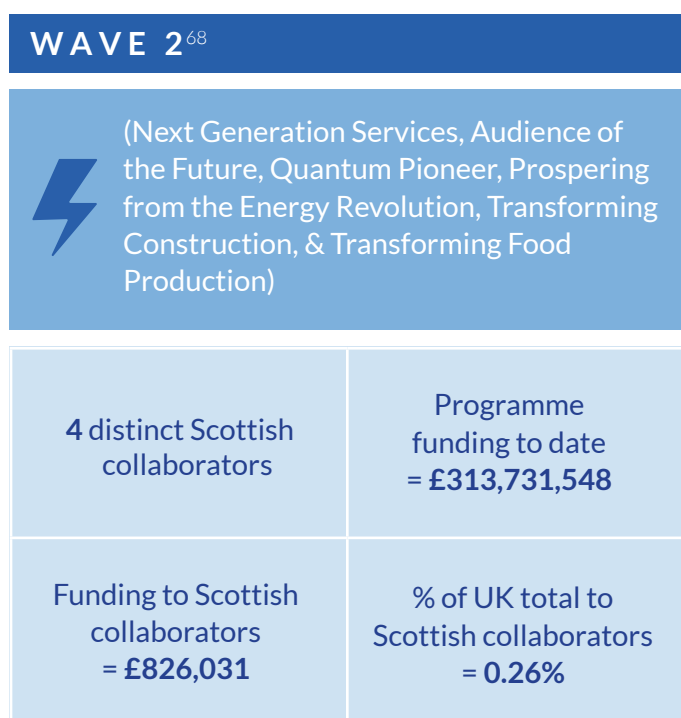 WAVE 2 68
(Next Generation Services, Audience of
the Future, Quantum Pioneer, Prospering
from the Energy Revolution, Transforming
Construction, & Transforming Food
Production)
4 distinct Scottish
collaborators
Programme
funding to date
= £313,731,548
Funding to Scottish
collaborators
= £826,031
% of UK total to
Scottish collaborators
= 0.26%